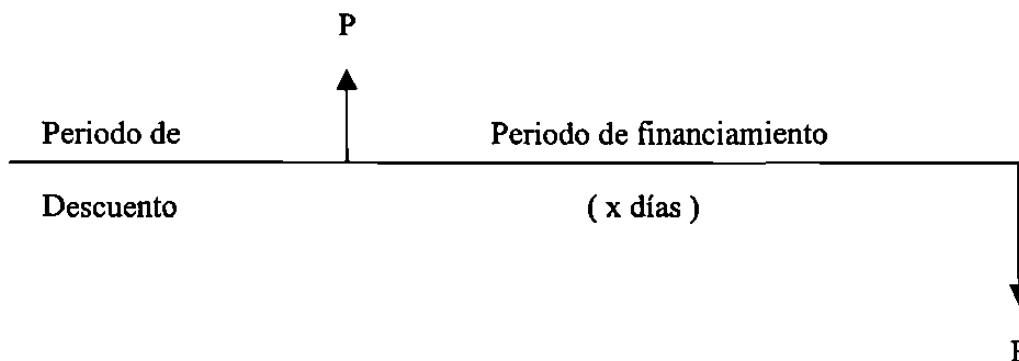 P
Periodo de
Periodo de financiamiento
Descuento
( x días )